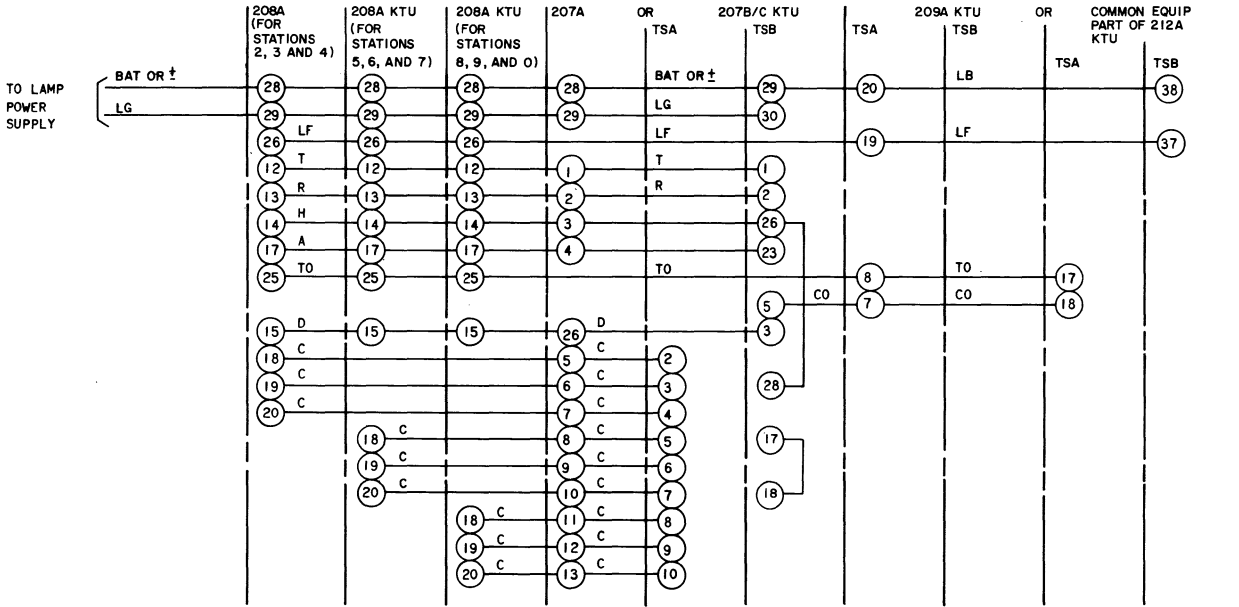 208A
(FOR
STATIONS
2, 3 AND 4)
208A KTU
(FOR
STATIONS
5, 6, AND 7)
208A KTU
(FOR
STATIONS
8, 9, AND 0)
207A OR 207B/C KTU
TSA TSB
209A KTU OR
TSA TSB
COMMON EQUIP
PART OF 212A
KTU
TSA TSB
TO LAMP
POWER
SUPPLY
BAT OR ± 28 28 28 28 BAT OR ± 29 20 LB 38
LG 29 29 29 29 LG 30
26 LF 26 26 LF 19 LF 37
12 T 12 12 1 T 1
13 R 13 13 2 R 2
14 H 14 14 3 26
17 A 17 17 4 23
25 TO 25 25 TO 8 TO 17
5 CO 7 CO 18
15 D 15 15 26 D 3
18 C 5 C 2
19 C 6 C 3 28
20 C 7 C 4
18 C 8 C 5 17
19 C 9 C 6
20 C 10 C 7 18
18 C 11 C 8
19 C 12 C 9
20 C 13 C 10